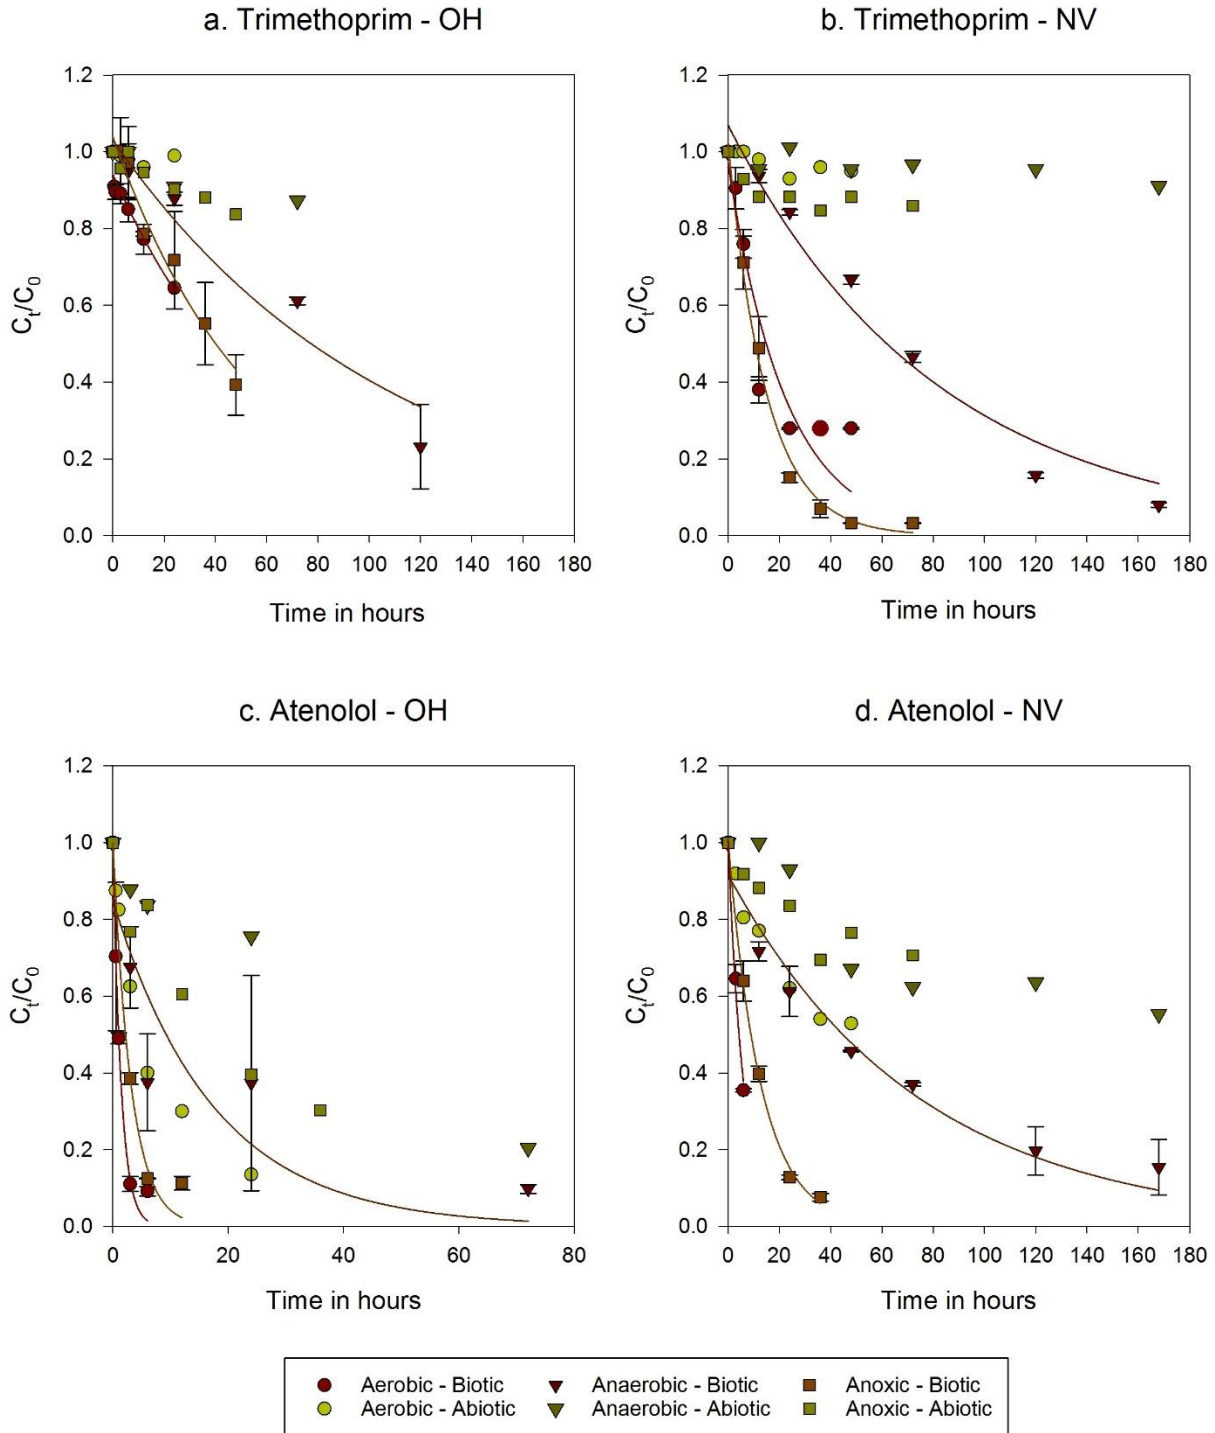 a. Trimethoprim - OH
b. Trimethoprim - NV
1.2
1.0
0.8
0.6
0.4
0.2
0.0
Ct/C0
0 20 40 60 80 100 120 140 160 180
Time in hours
1.2
1.0
0.8
0.6
0.4
0.2
0.0
Ct/C0
0 20 40 60 80 100 120 140 160 180
Time in hours
c. Atenolol - OH
d. Atenolol - NV
1.2
1.0
0.8
0.6
0.4
0.2
0.0
Ct/C0
0 20 40 60 80
Time in hours
1.2
1.0
0.8
0.6
0.4
0.2
0.0
Ct/C0
0 20 40 60 80 100 120 140 160 180
Time in hours
Aerobic - Biotic Anaerobic - Biotic Anoxic - Biotic
Aerobic - Abiotic Anaerobic - Abiotic Anoxic - Abiotic